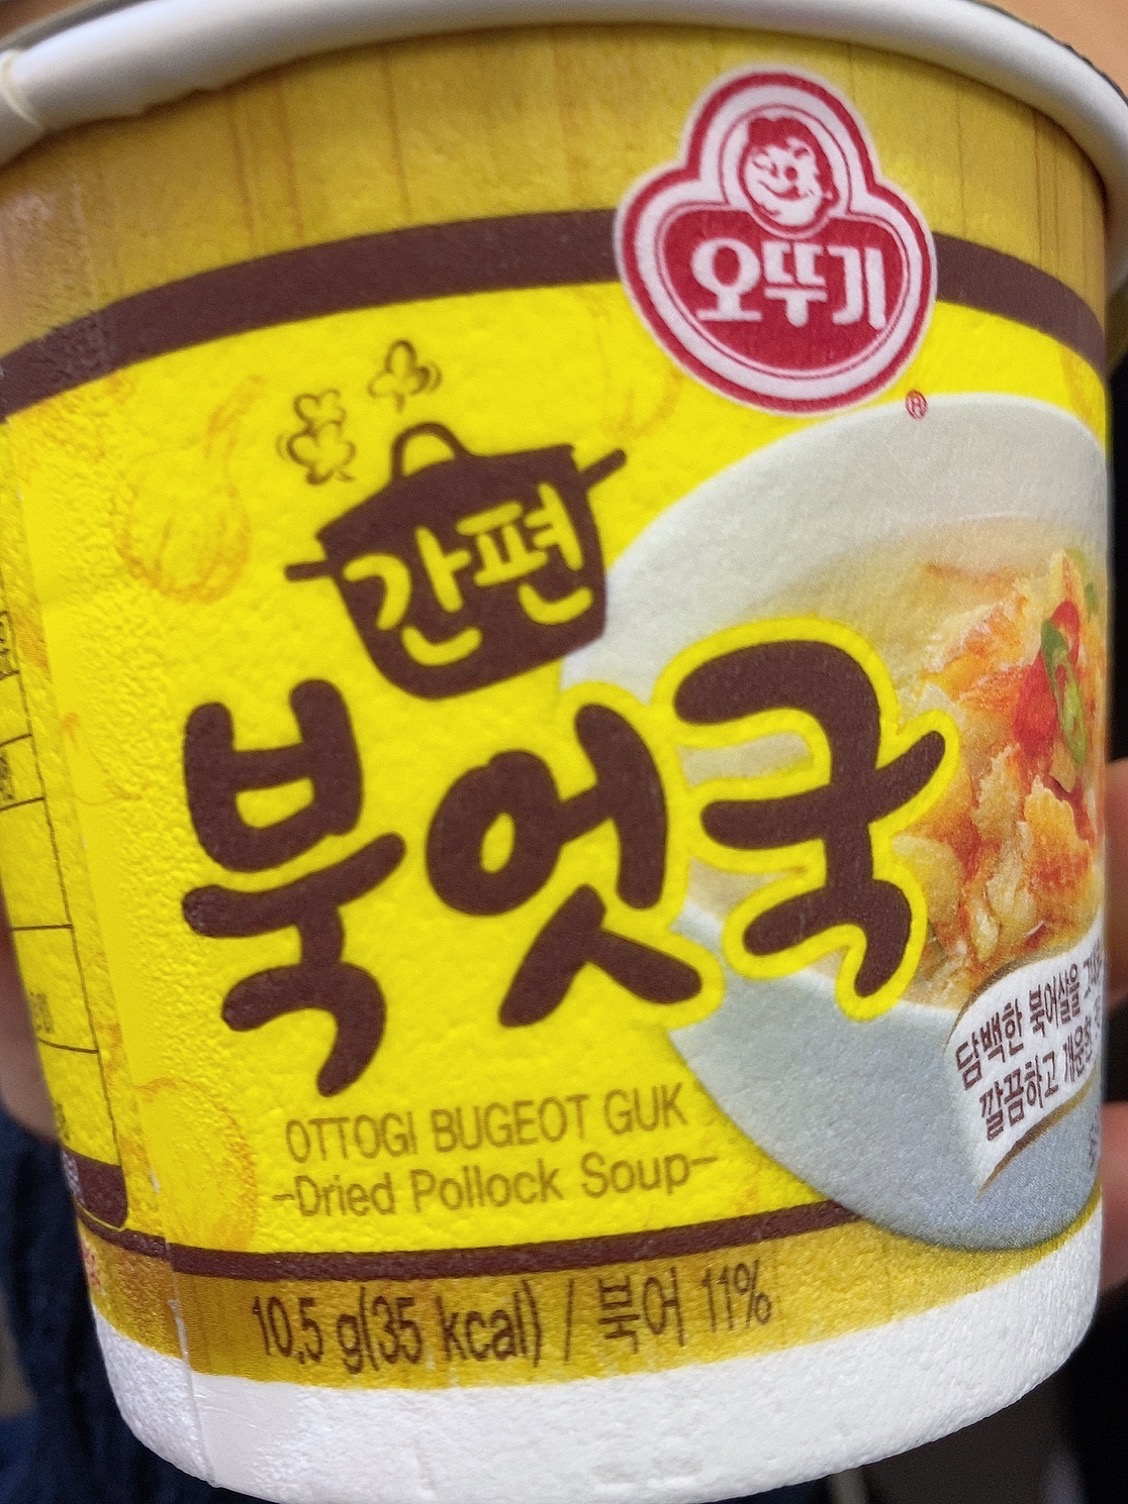 오뚜기
®
간편
북엇국
담백한 북어살을
깔끔하고
OTTOGI BUGEOT GUK
-Dried Pollock Soup-
10.5 g(35 kcal) / 북어 11%